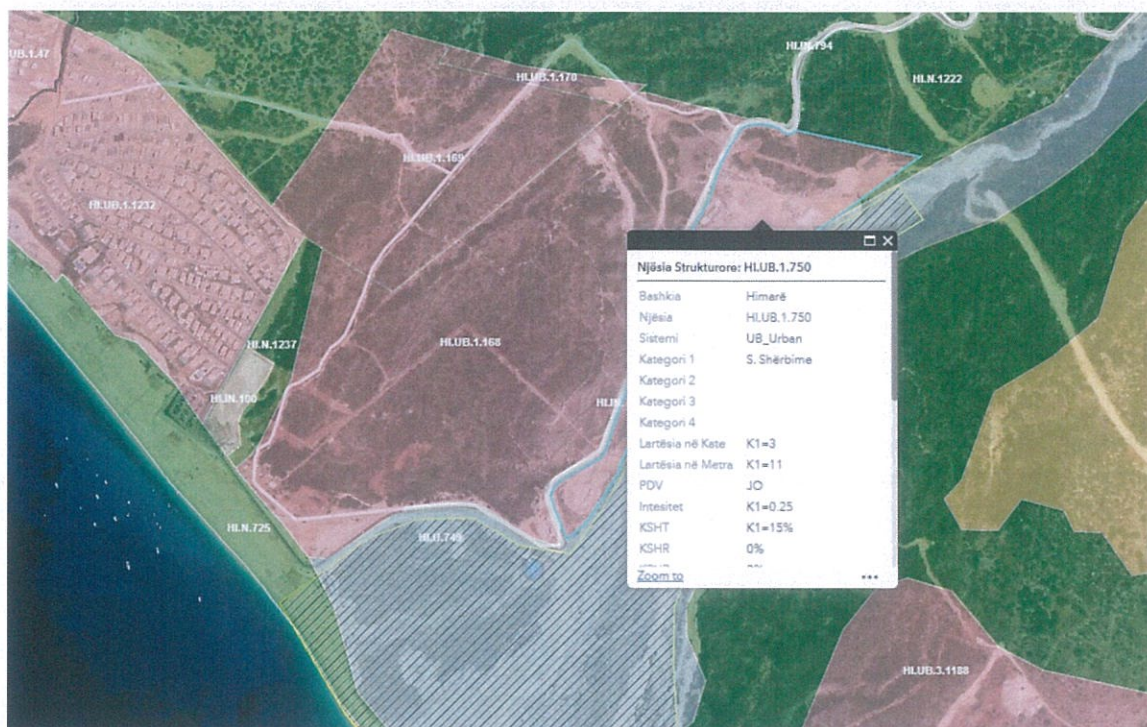 UB.1.47
HI.IN.794
HI.UB.1.170
HI.N.1222
HI.UB.1.169
HI.UB.1.1232
Njësia Strukturore: HI.UB.1.750
Bashkia Himarë
Njësia HI.UB.1.750
Sistemi UB_Urban
Kategori 1 S. Shërbime
Kategori 2
Kategori 3
Kategori 4
Lartësia në Kate K1=3
Lartësia në Metra K1=11
PDV JO
Intesitet K1=0.25
KSHT K1=15%
KSHR 0%
Zoom to
HI.N.1237
HI.UB.1.168
HI.IN.100
HI.IN.
HI.N.725
HI.U.749
HI.UB.3.1188